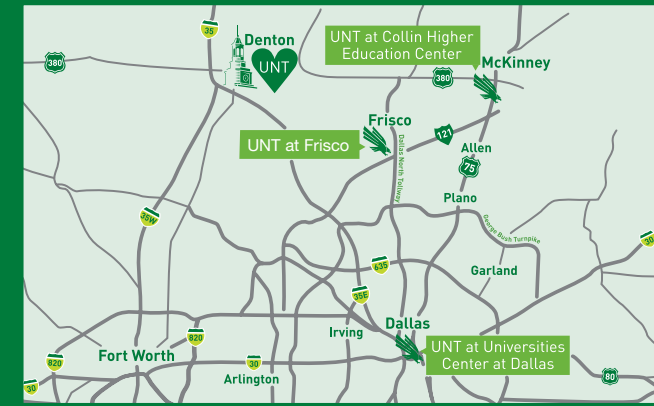 35
Denton
UNT
380
UNT at Collin Higher
Education Center
McKinney
380
Frisco
UNT at Frisco
121
Dallas North Tollway
Allen
75
Plano
35W
George Bush Turnpike
30
635
Garland
35E
Dallas
Irving
820
Fort Worth
820
30
Arlington
UNT at Universities
Center at Dallas
80
30